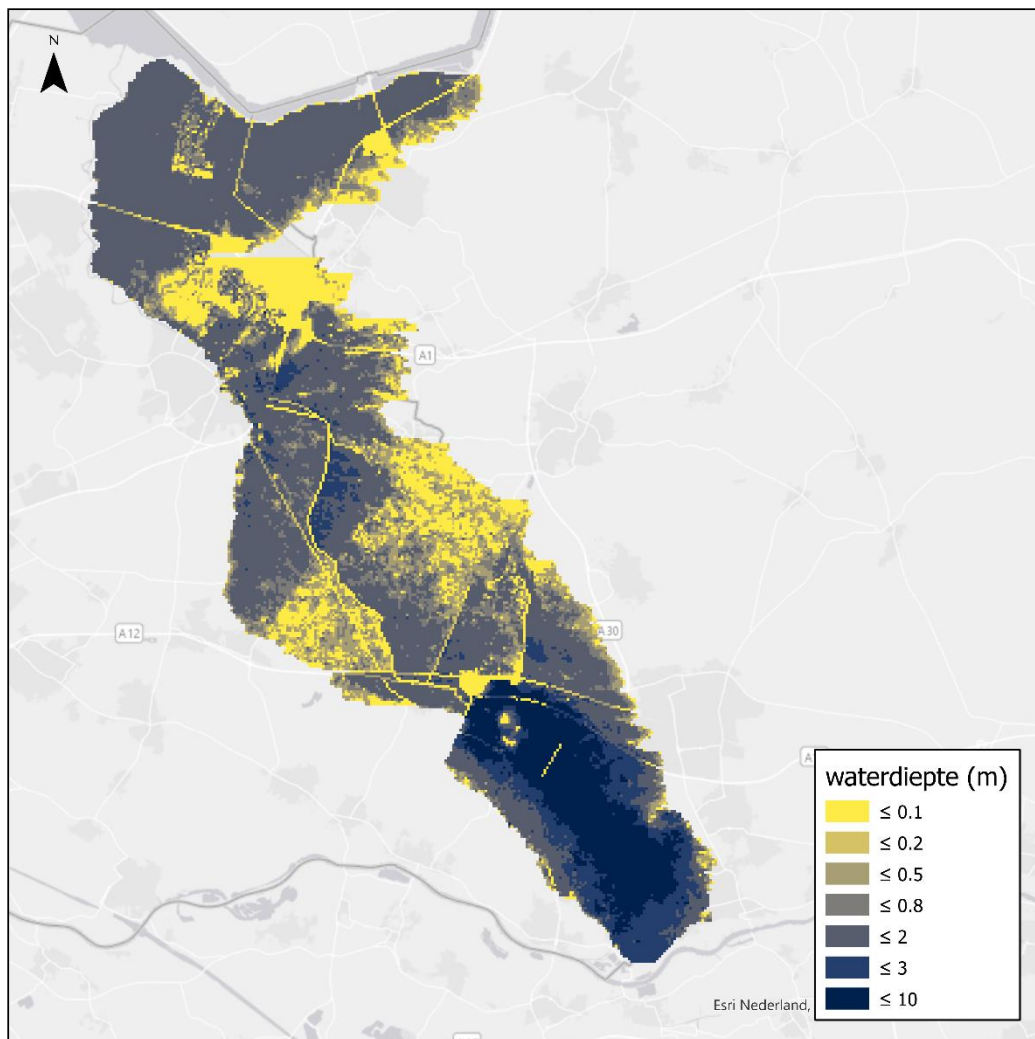 N
A1
A12
A30
waterdiepte (m)
≤ 0.1
≤ 0.2
≤ 0.5
≤ 0.8
≤ 2
≤ 3
≤ 10
Esri Nederland,